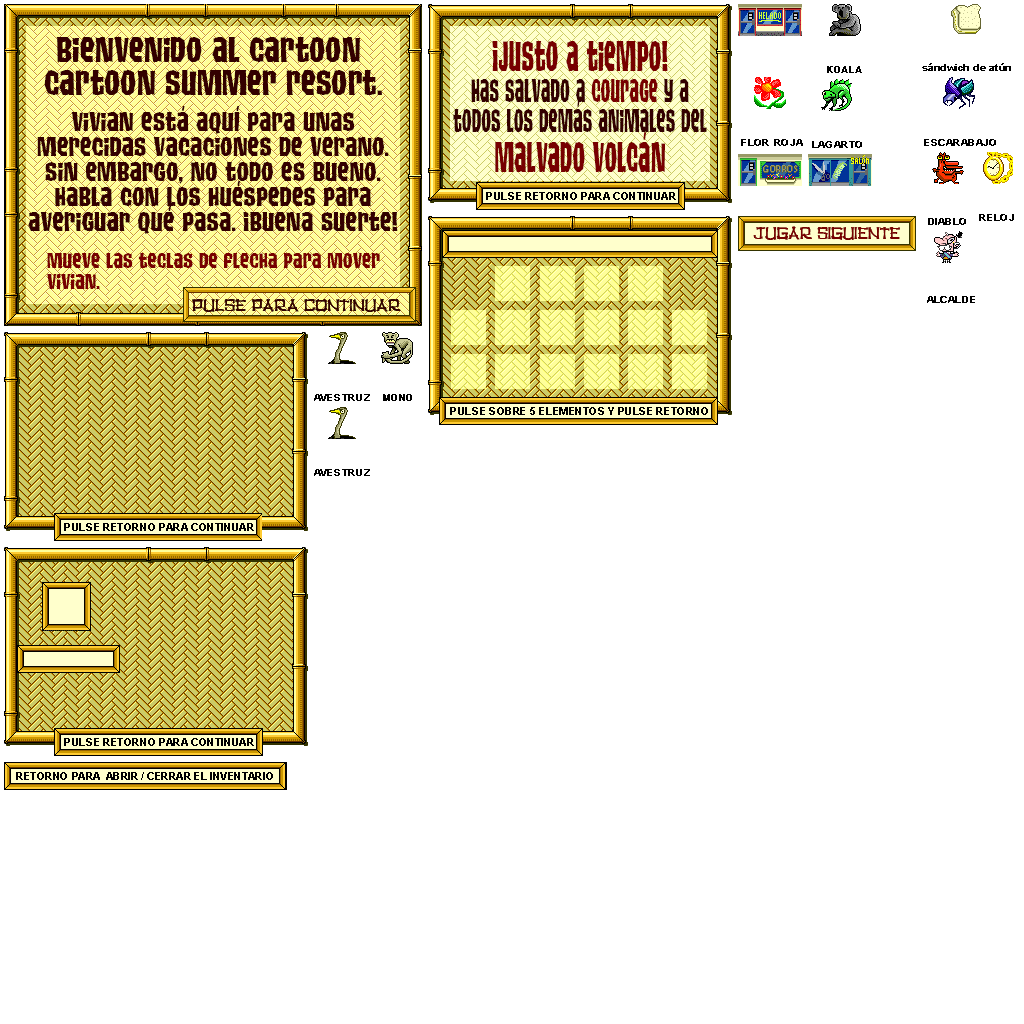 Bienvenido al Cartoon
Cartoon Summer Resort.
Vivian está aquí para unas
merecidas vacaciones de verano.
Sin embargo, no todo es bueno.
Habla con los huéspedes para
averiguar qué pasa. ¡Buena suerte!
Mueve las teclas de flecha para mover
Vivian.
PULSE PARA CONTINUAR
¡Justo a tiempo!
Has salvado a Courage y a
todos los demás animales del
malvado volcán
PULSE RETORNO PARA CONTINUAR
PULSE SOBRE 5 ELEMENTOS Y PULSE RETORNO
HELADO
KOALA
sándwich de atún
FLOR ROJA
LAGARTO
ESCARABAJO
GORROS
SALON
DIABLO
RELOJ
JUGAR SIGUIENTE
ALCALDE
AVESTRUZ
MONO
AVESTRUZ
PULSE RETORNO PARA CONTINUAR
PULSE RETORNO PARA CONTINUAR
RETORNO PARA ABRIR / CERRAR EL INVENTARIO